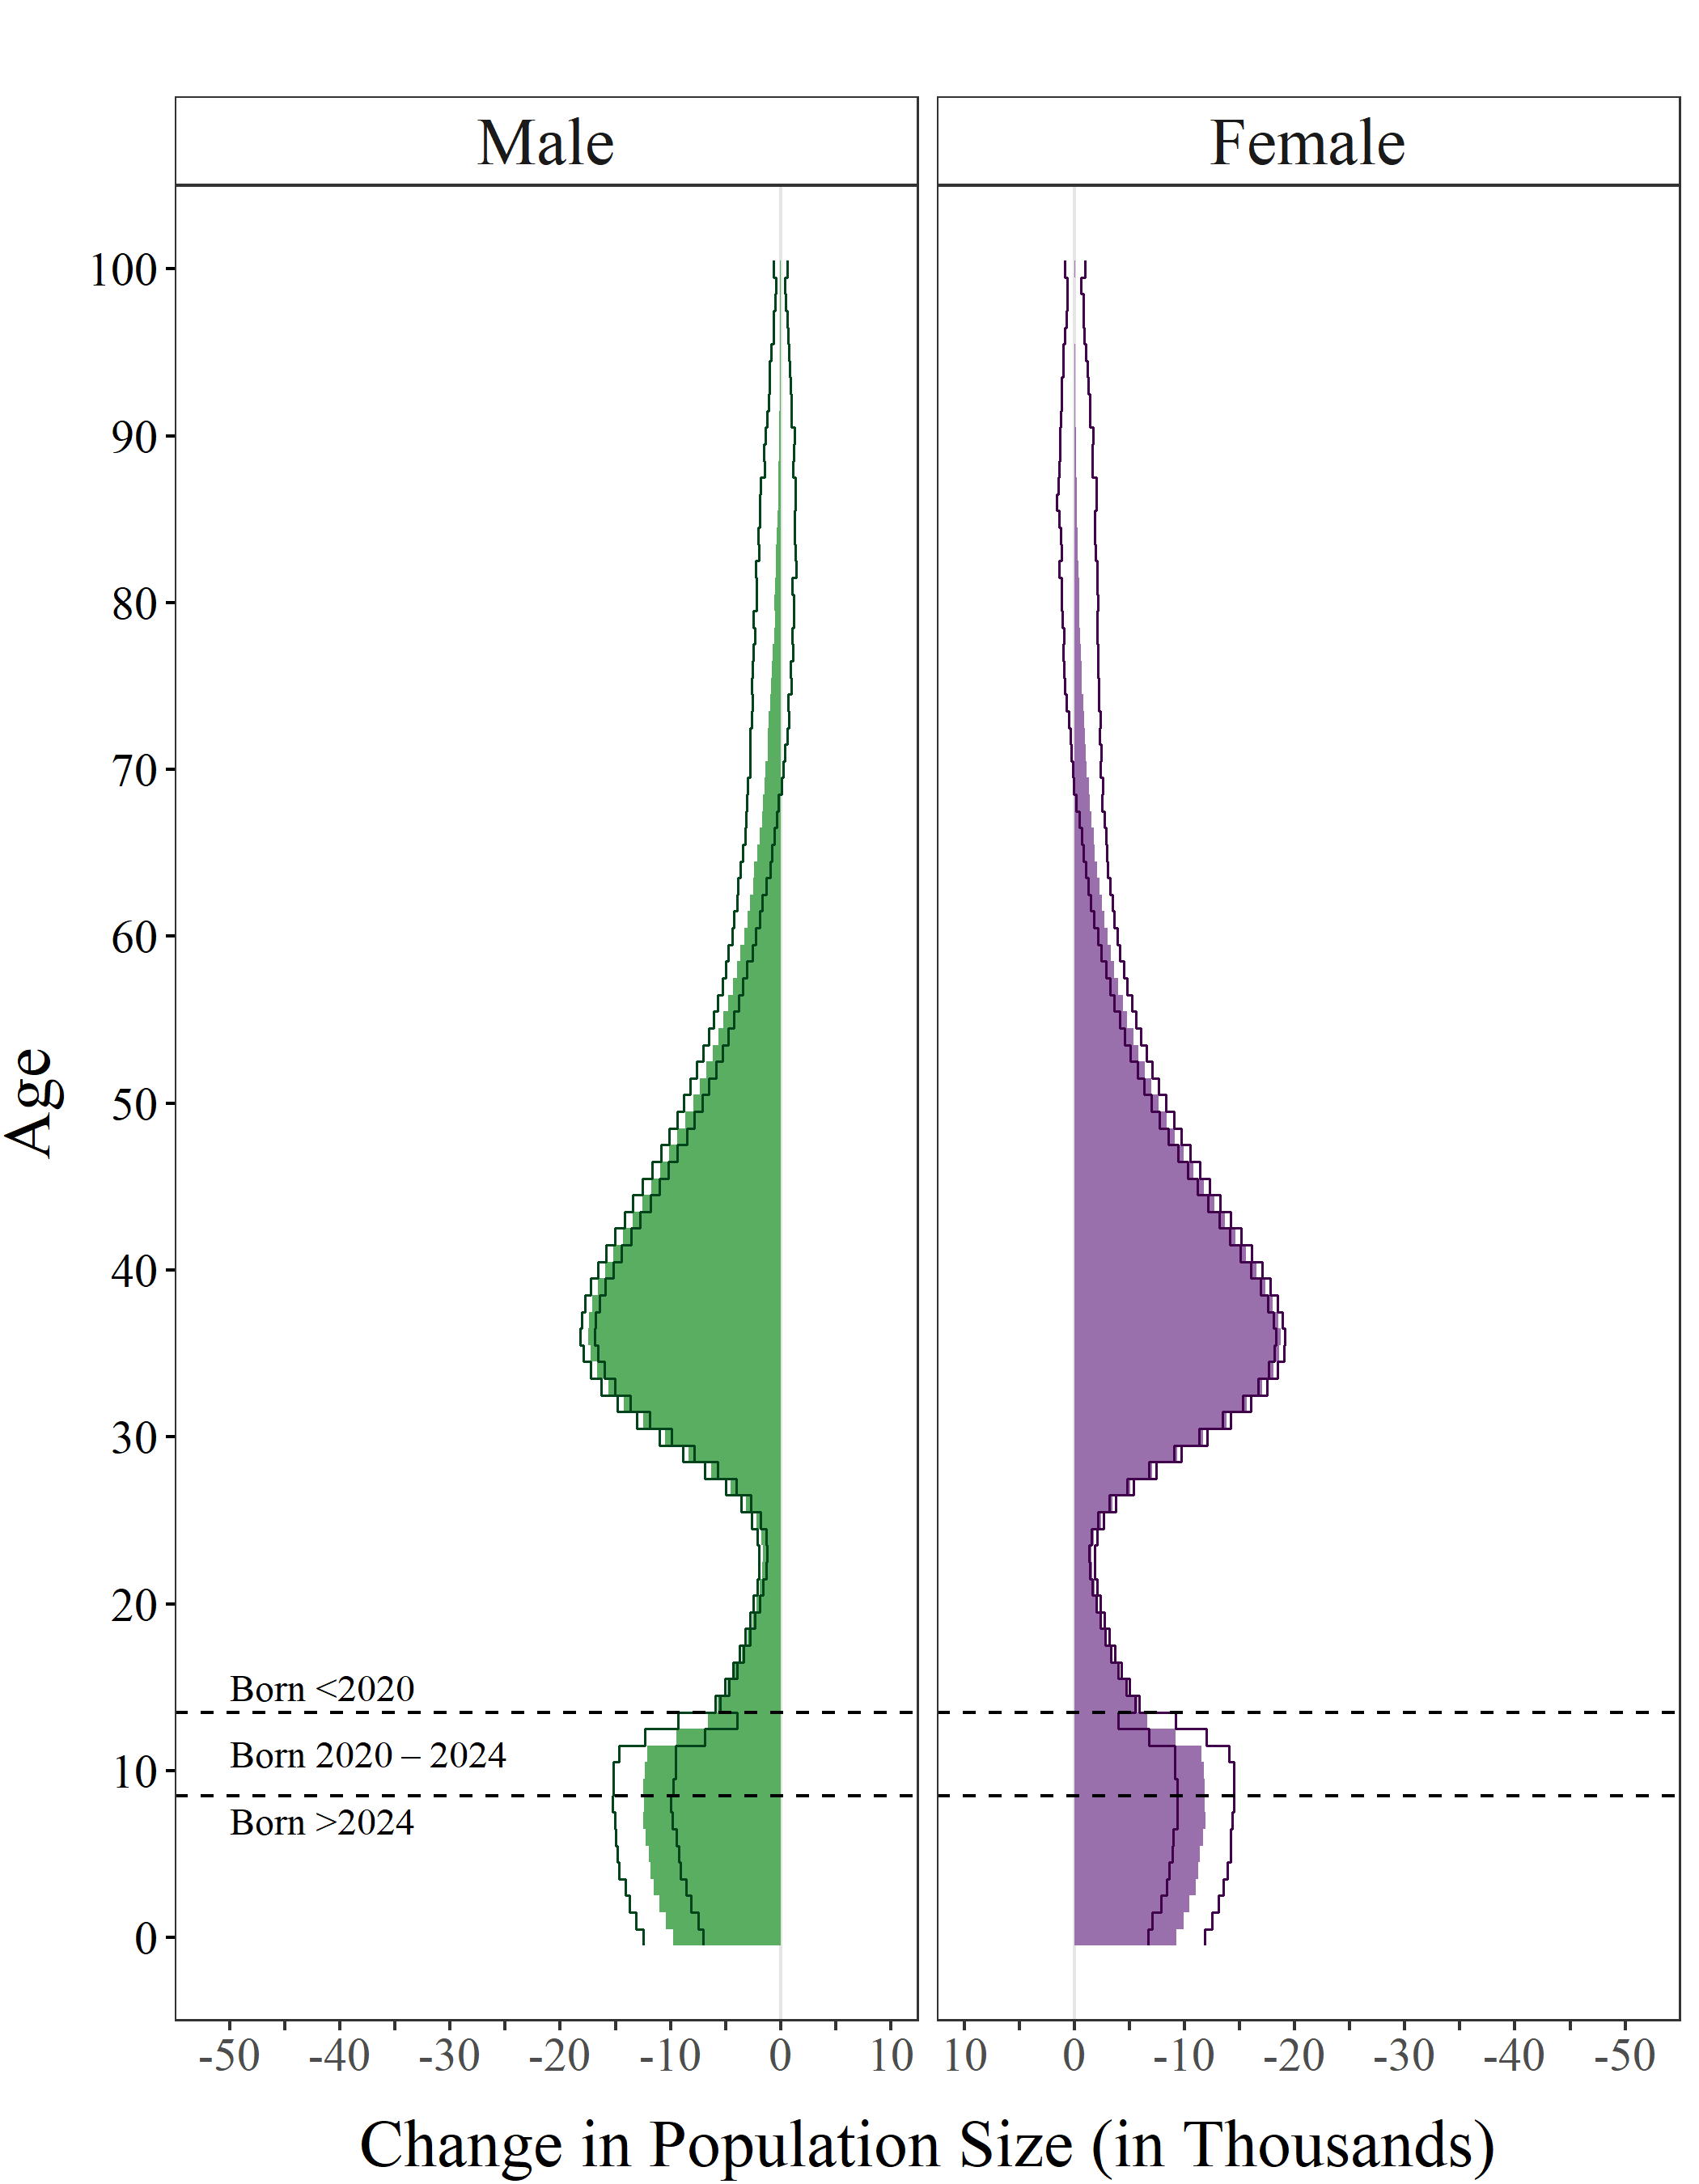 Male Female
100
90
80
70
60
50
40
30
20
Born <2020
Born 2020 – 2024
10
Born >2024
0
Age
-50 -40 -30 -20 -10 0 10 10 0 -10 -20 -30 -40 -50
Change in Population Size (in Thousands)